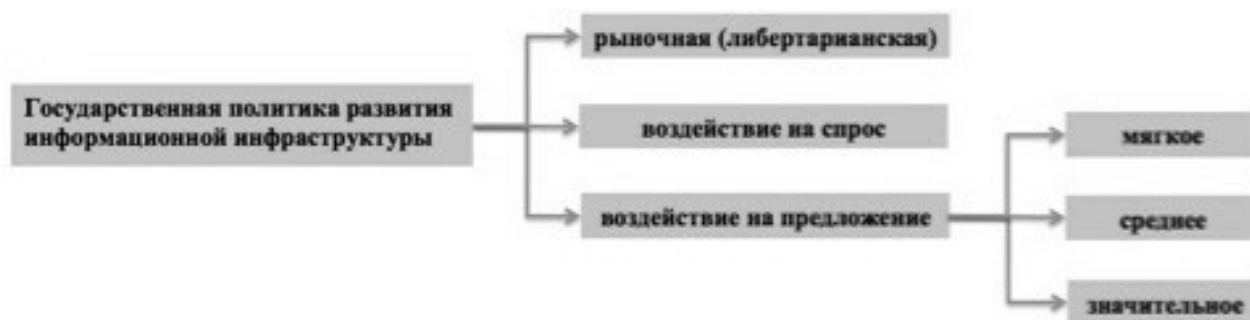 рыночная (либертарианская)
Государственная политика развития
информационной инфраструктуры
воздействие на спрос
воздействие на предложение
мягкое
среднее
значительное